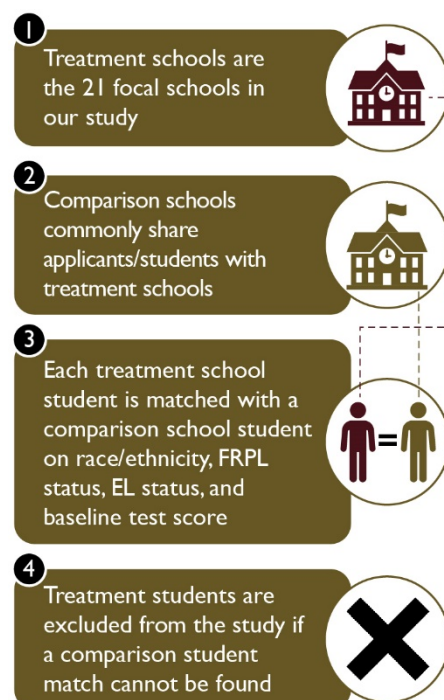 1
Treatment schools are
the 21 focal schools in
our study
2
Comparison schools
commonly share
applicants/students with
treatment schools
3
Each treatment school
student is matched with a
comparison school student
on race/ethnicity, FRPL
status, EL status, and
baseline test score
=
4
Treatment students are
excluded from the study if
a comparison student
match cannot be found